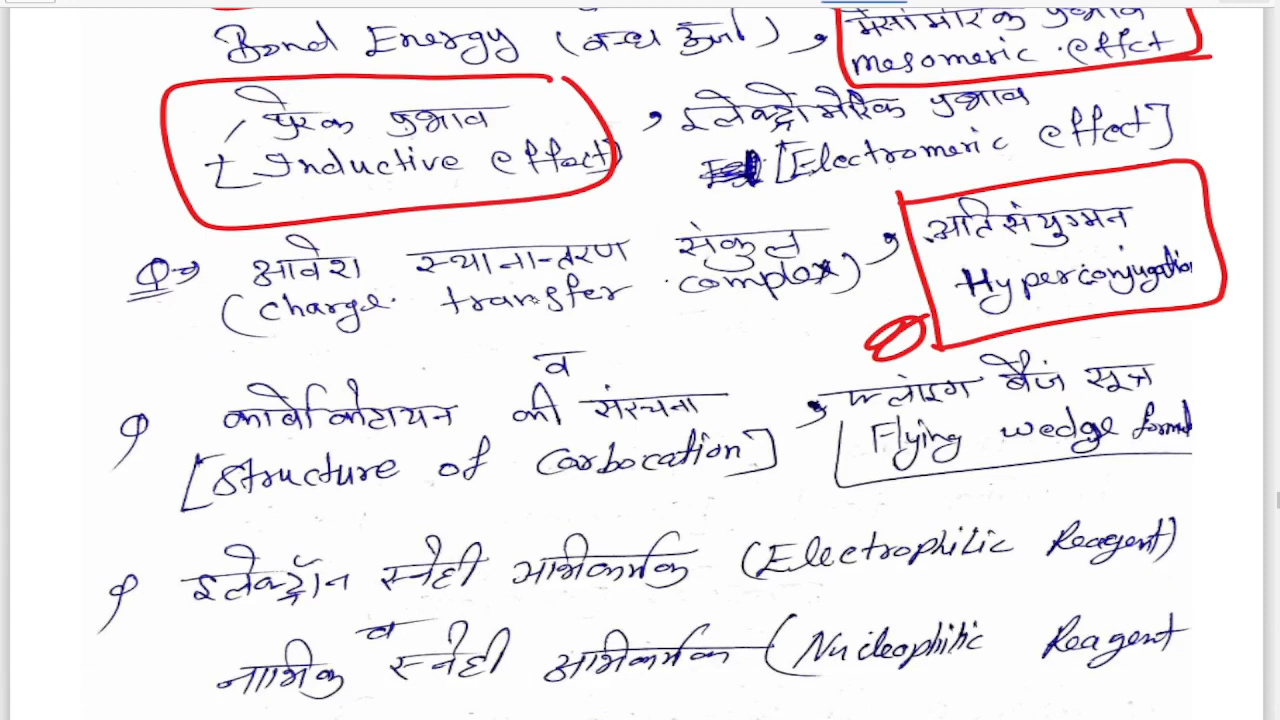 Bond Energy (बन्ध ऊर्जा), मेसोमेरिक प्रभाव
mesomeric effect
प्रेरक प्रभाव, इलेक्ट्रोमेरिक प्रभाव
[Inductive effect) [Electromeric effect]
Q→ आवेश स्थानान्तरण संकुल, अतिसंयुग्मन
(Charge transfer complex) Hyperconjugation
व
कार्बोकेटायन की संरचना, फ्लाइंग वैज सूत्र
[Structure of Carbocation] [Flying wedge
इलेक्ट्रॉन स्नेही अभिकर्मक (Electrophilic Reagent)
व
नाभिक स्नेही अभिकर्मक (Nucleophilic Reagent